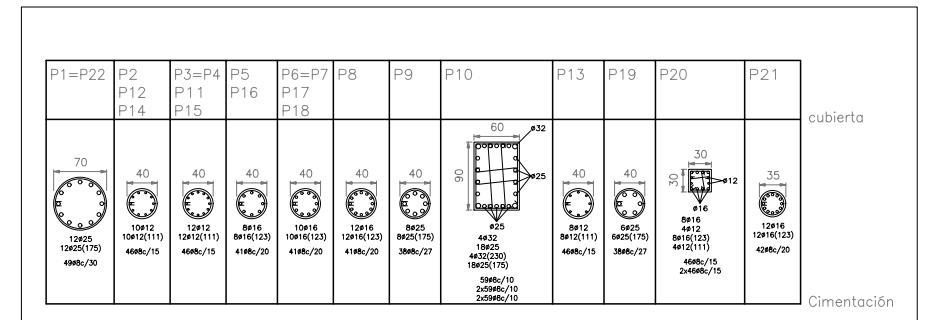 P1=P22
P2
P12
P14
P3=P4
P11
P15
P5
P16
P6=P7
P17
P18
P8
P9
P10
P13
P19
P20
P21
cubierta
70
12ø25
12ø25(175)
49ø8c/30
40
10ø12
10ø12(111)
46ø8c/15
40
12ø12
12ø12(111)
46ø8c/15
40
8ø16
8ø16(123)
41ø8c/20
40
10ø16
10ø16(123)
41ø8c/20
40
12ø16
12ø16(123)
41ø8c/20
40
8ø25
8ø25(175)
38ø8c/27
60
ø32
90
ø25
ø25
4ø32
18ø25
4ø32(230)
18ø25(175)
59ø8c/10
2x59ø8c/10
2x59ø8c/10
40
8ø12
8ø12(111)
46ø8c/15
40
6ø25
6ø25(175)
38ø8c/27
30
30
ø12
ø16
8ø16
4ø12
8ø16(123)
4ø12(111)
46ø8c/15
2x46ø8c/15
35
12ø16
12ø16(123)
42ø8c/20
Cimentación